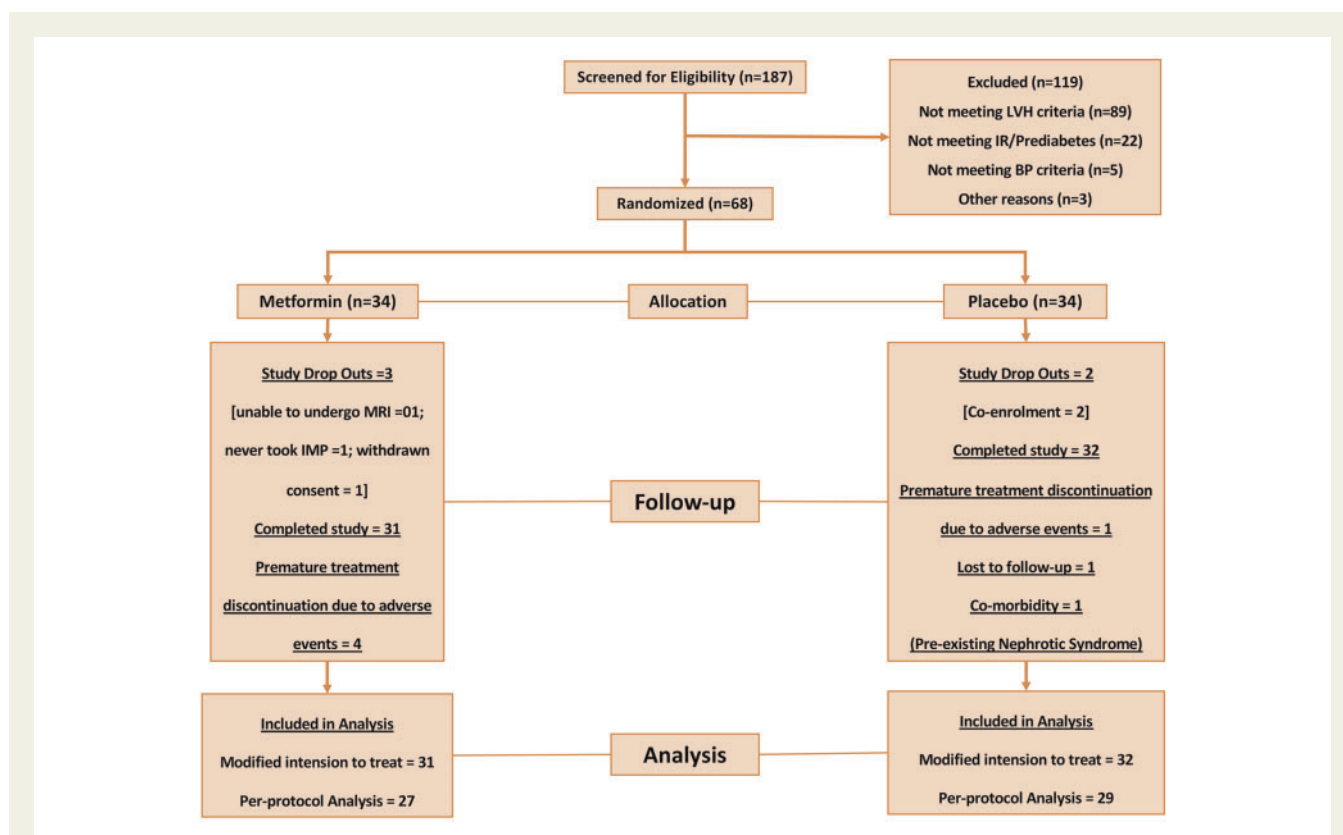 Screened for Eligibility (n=187)
Excluded (n=119)
Not meeting LVH criteria (n=89)
Not meeting IR/Prediabetes (n=22)
Not meeting BP criteria (n=5)
Other reasons (n=3)
Randomized (n=68)
Metformin (n=34)
Allocation
Placebo (n=34)
Study Drop Outs =3
[unable to undergo MRI =01;
never took IMP =1; withdrawn
consent = 1]
Completed study = 31
Premature treatment
discontinuation due to adverse
events = 4
Follow-up
Study Drop Outs = 2
[Co-enrolment = 2]
Completed study = 32
Premature treatment discontinuation
due to adverse events = 1
Lost to follow-up = 1
Co-morbidity = 1
(Pre-existing Nephrotic Syndrome)
Included in Analysis
Modified intension to treat = 31
Per-protocol Analysis = 27
Analysis
Included in Analysis
Modified intension to treat = 32
Per-protocol Analysis = 29